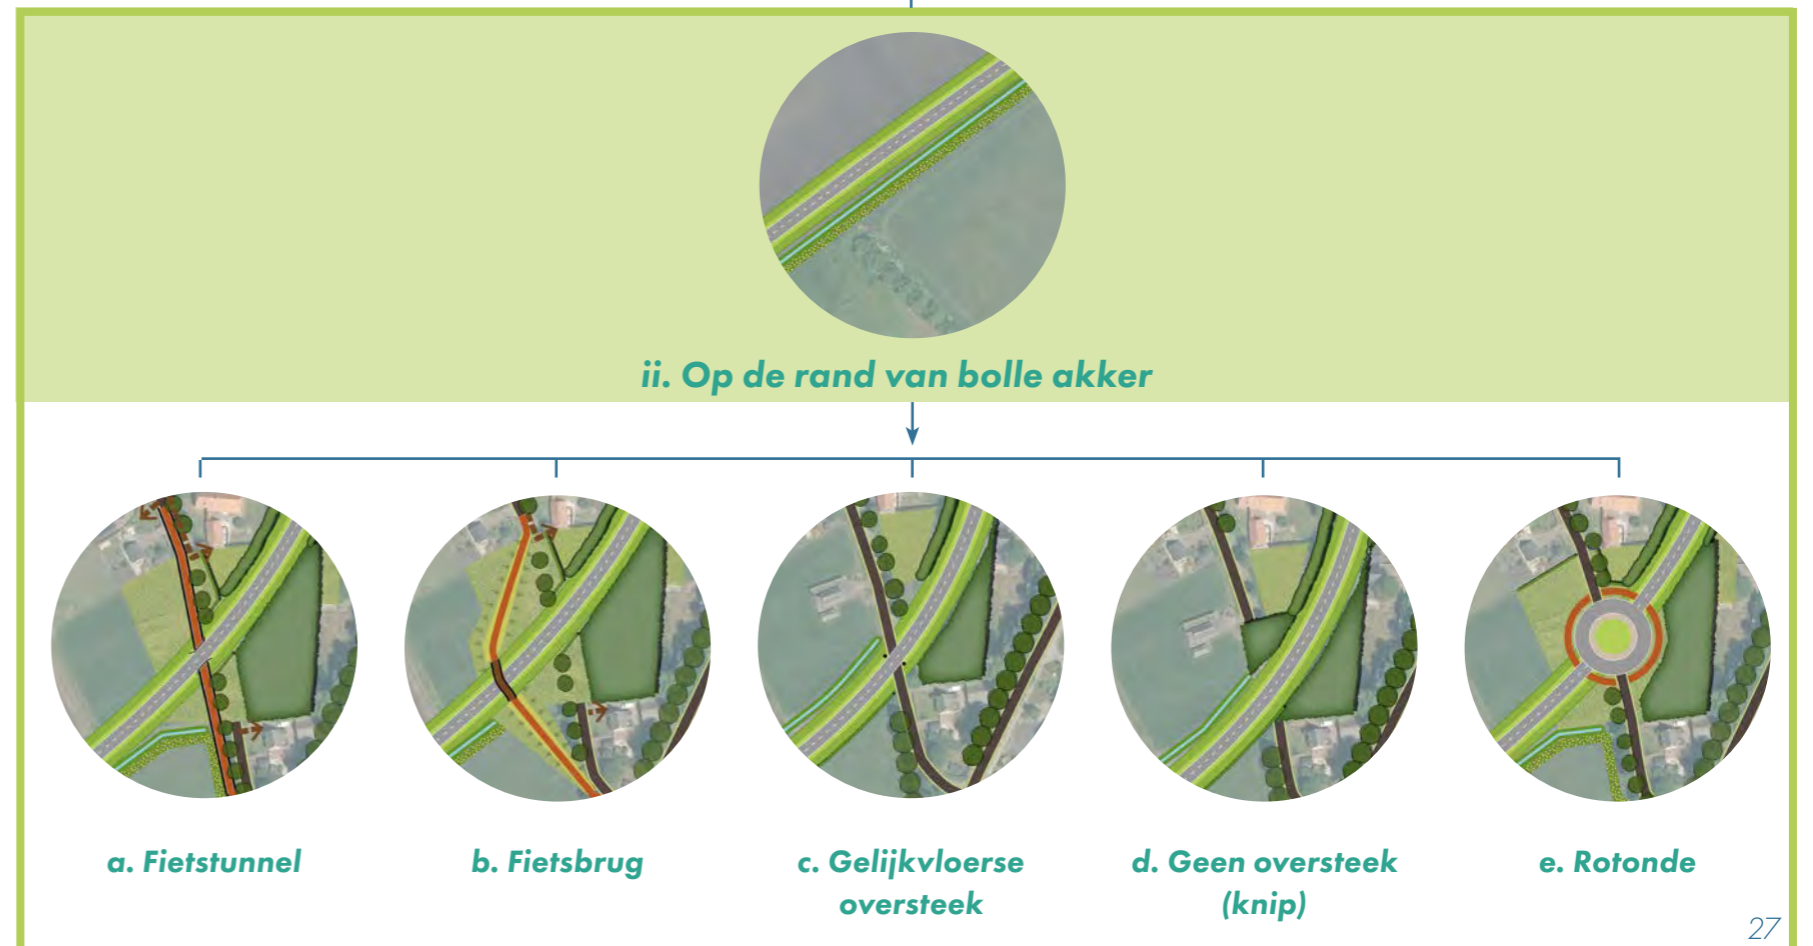 ii. Op de rand van bolle akker
a. Fietstunnel
b. Fietsbrug
c. Gelijkvloerse
oversteek
d. Geen oversteek
(knip)
e. Rotonde
27